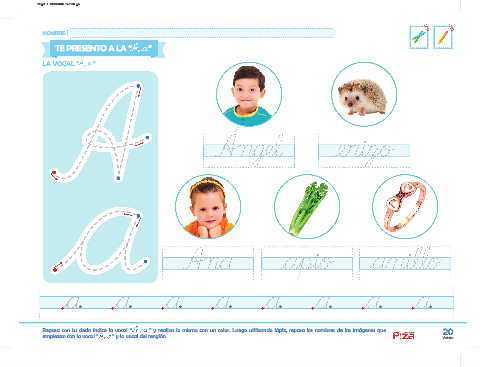 NOMBRE:
TE PRESENTO A LA "A, a"
LA VOCAL "A, a"
A
Angel
erizo
a
Ana
apio
anillo
a a a a a a a a
Repasa con tu dedo índice la vocal "A, a" y realiza lo mismo con un color. Luego utilizando lápiz, repasa los nombres de las imágenes que
empiezan con la vocal "A, a" y la vocal del renglón.
Pizza
20